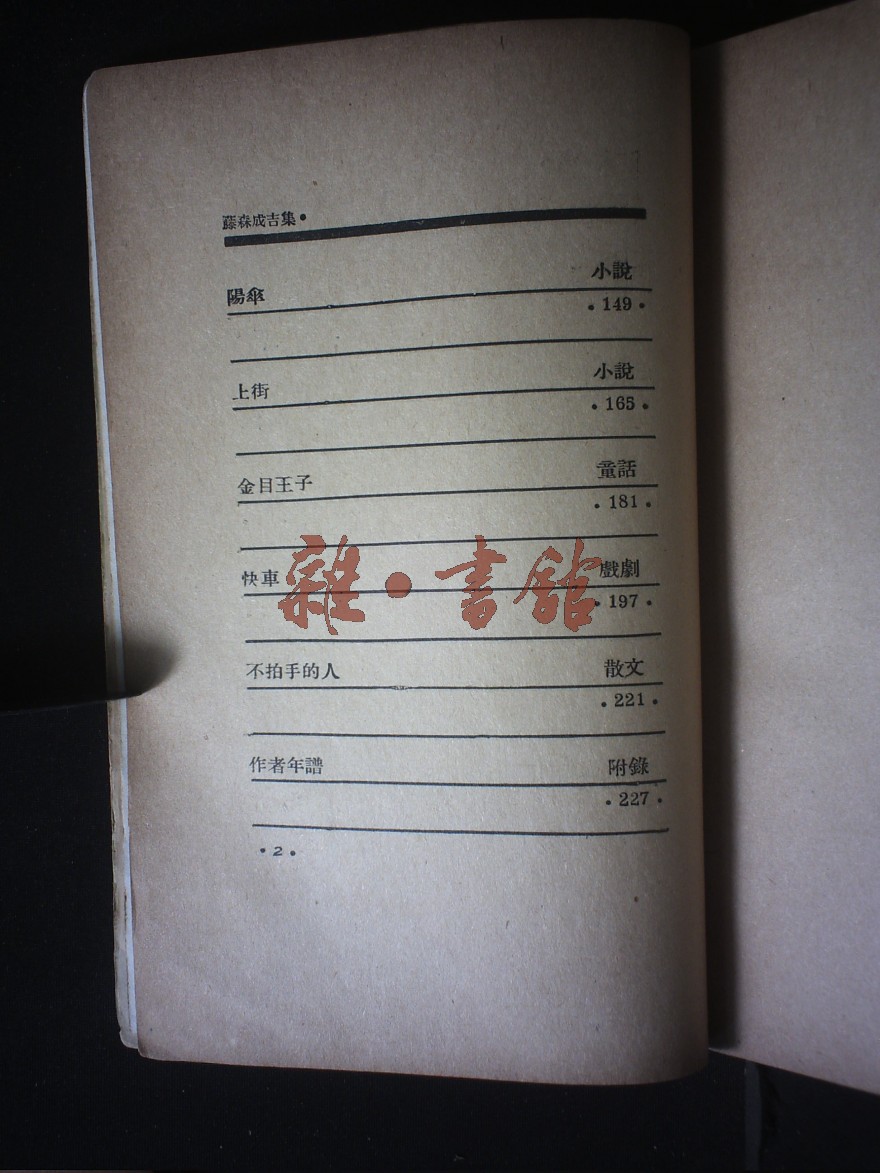 藤森成吉集•
陽傘 小說
•149•
上街 小說
•165•
金目王子 童話
•181•
快車 戲劇
•197•
不拍手的人 散文
•221•
作者年譜 附錄
•227•
•2•
雜•書館